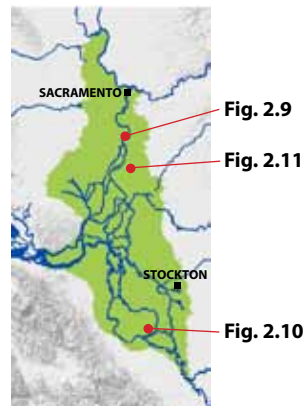 SACRAMENTO
Fig. 2.9
Fig. 2.11
STOCKTON
Fig. 2.10